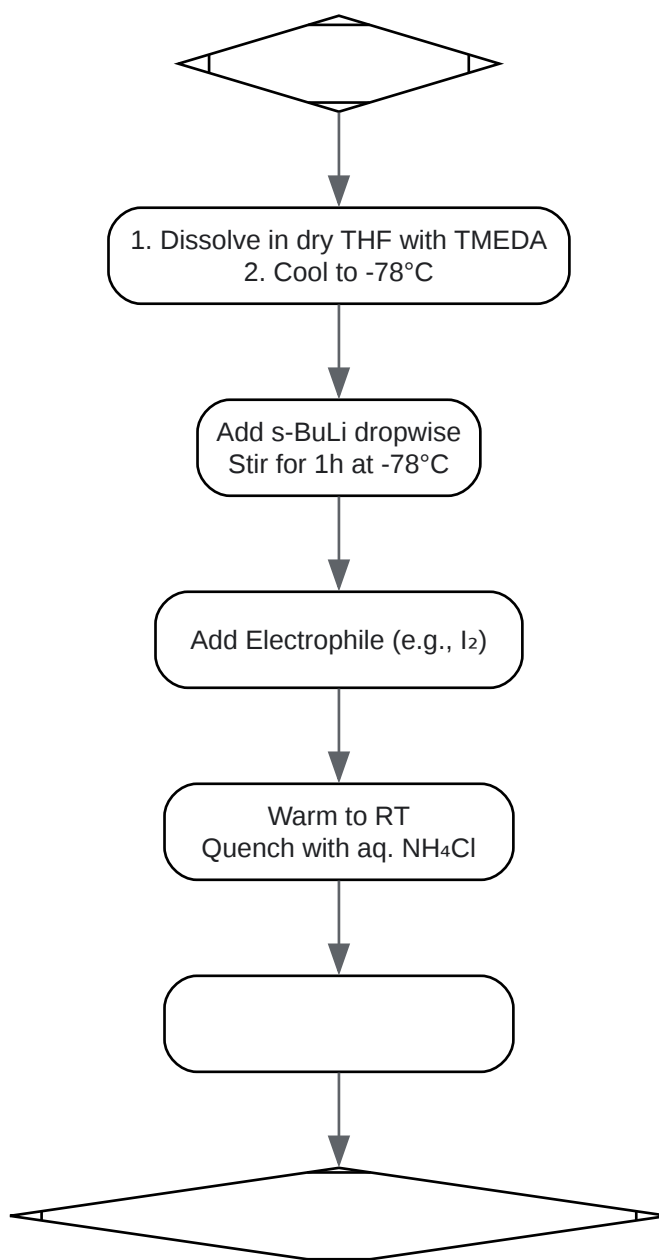 1. Dissolve in dry THF with TMEDA
2. Cool to -78°C
Add s-BuLi dropwise
Stir for 1h at -78°C
Add Electrophile (e.g., I₂)
Warm to RT
Quench with aq. NH₄Cl